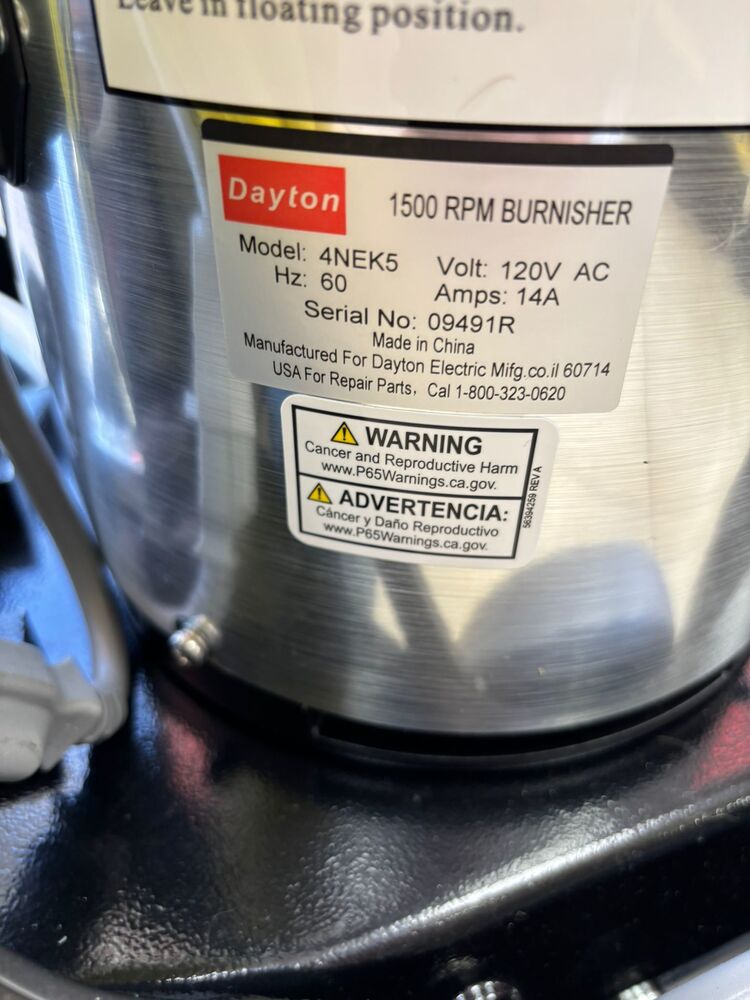 Leave in floating position.
Dayton
1500 RPM BURNISHER
Model: 4NEK5 Volt: 120V AC
Hz: 60 Amps: 14A
Serial No: 09491R
Made in China
Manufactured For Dayton Electric Mifg.co.il 60714
USA For Repair Parts, Cal 1-800-323-0620
WARNING
Cancer and Reproductive Harm
www.P65Warnings.ca.gov.
ADVERTENCIA:
Cáncer y Daño Reproductivo
www.P65Warnings.ca.gov.
56394259 REV A